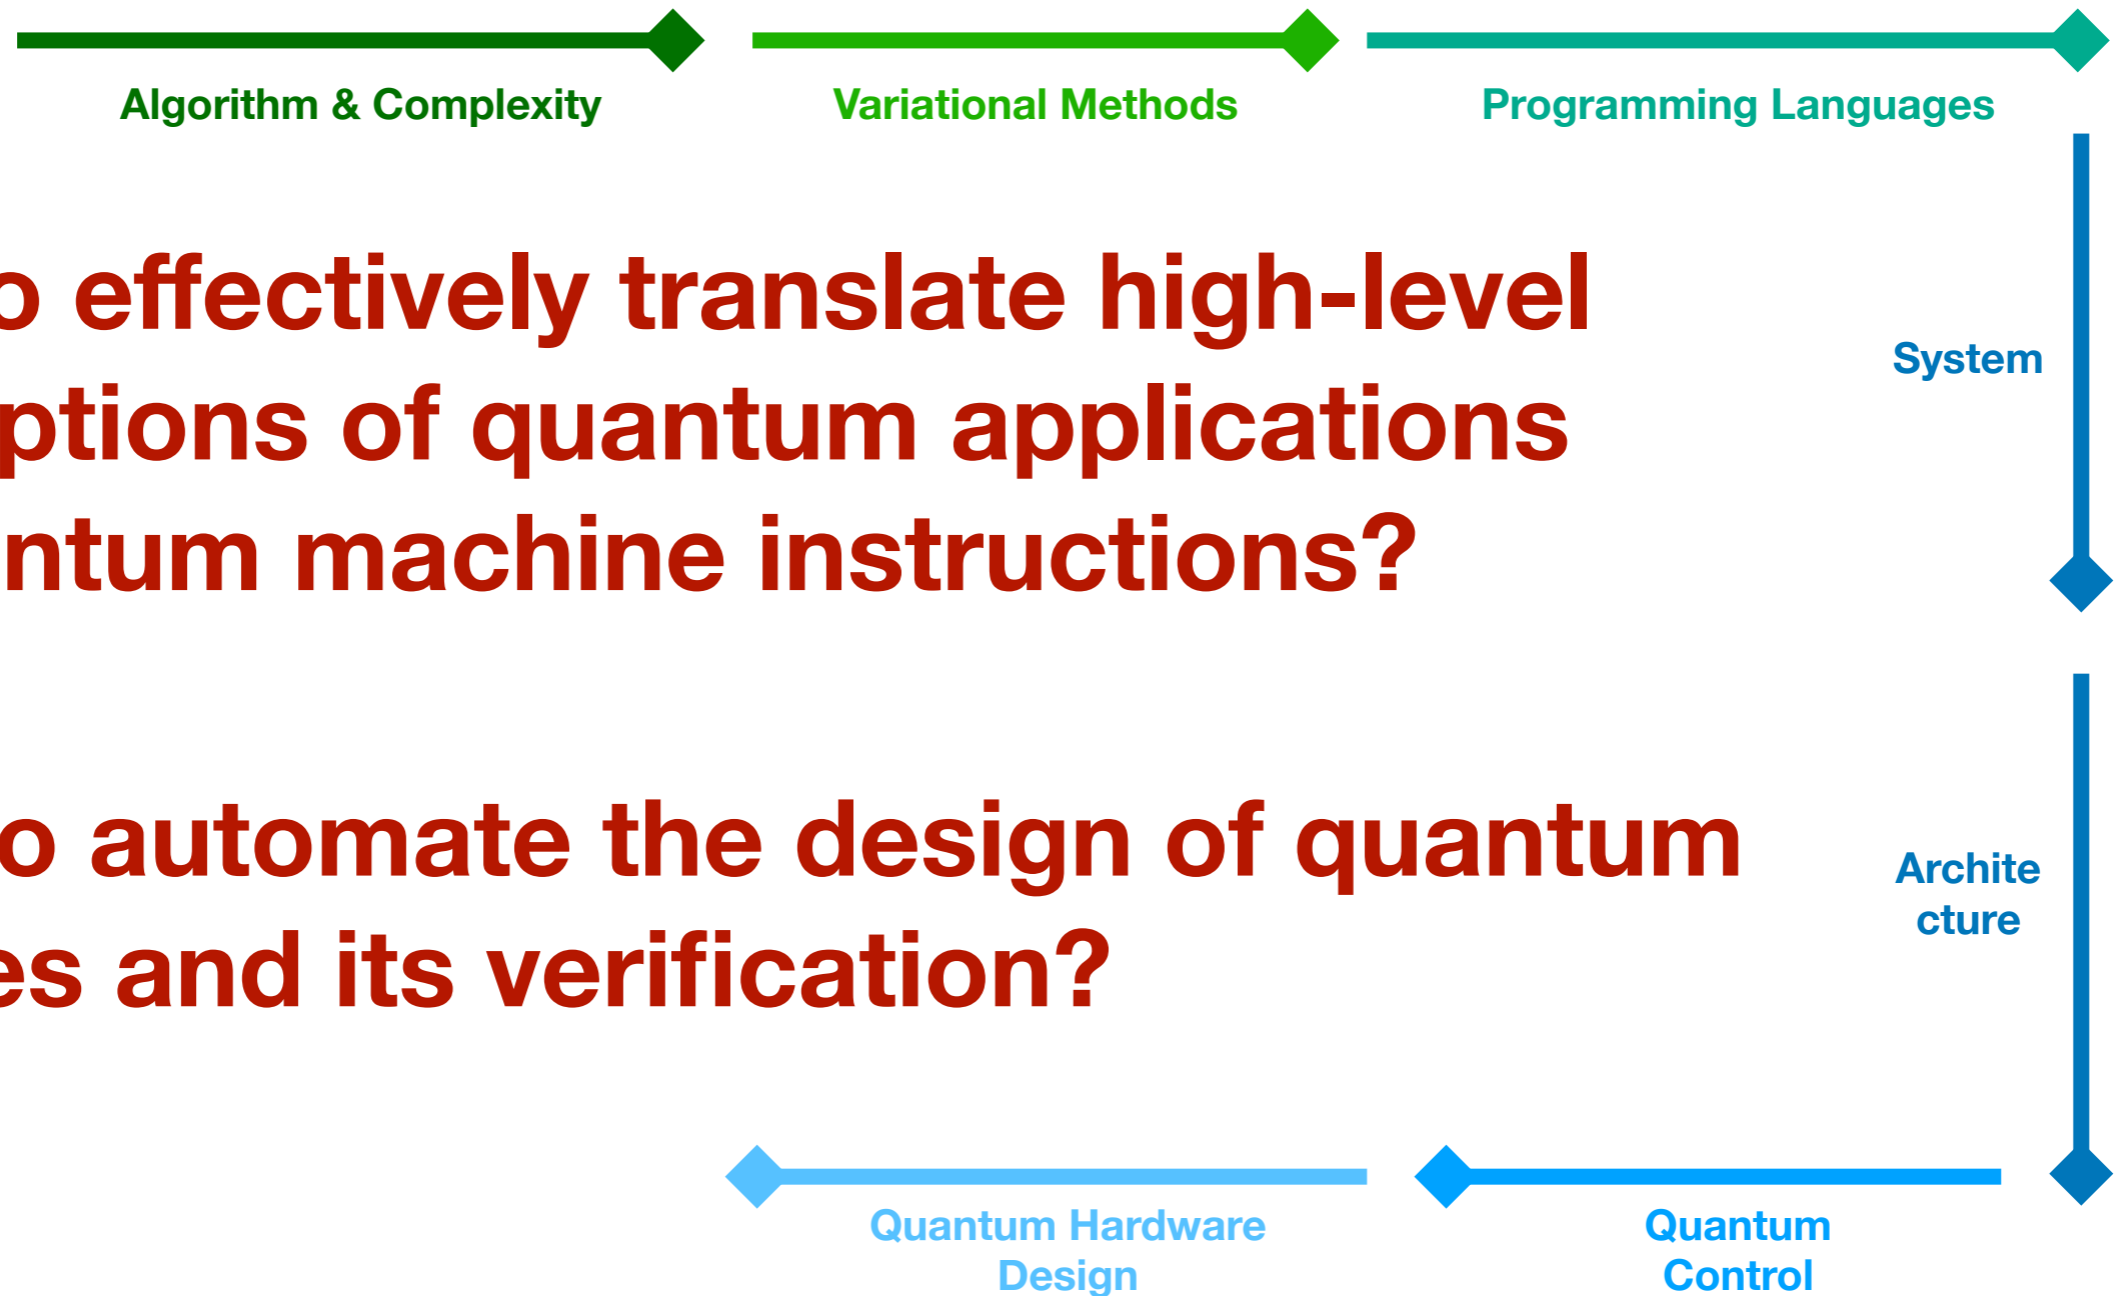 Algorithm & Complexity
Variational Methods
Programming Languages
o effectively translate high-level
ptions of quantum applications
ntum machine instructions?
System
o automate the design of quantum
es and its verification?
Archite
cture
Quantum Hardware
Design
Quantum
Control